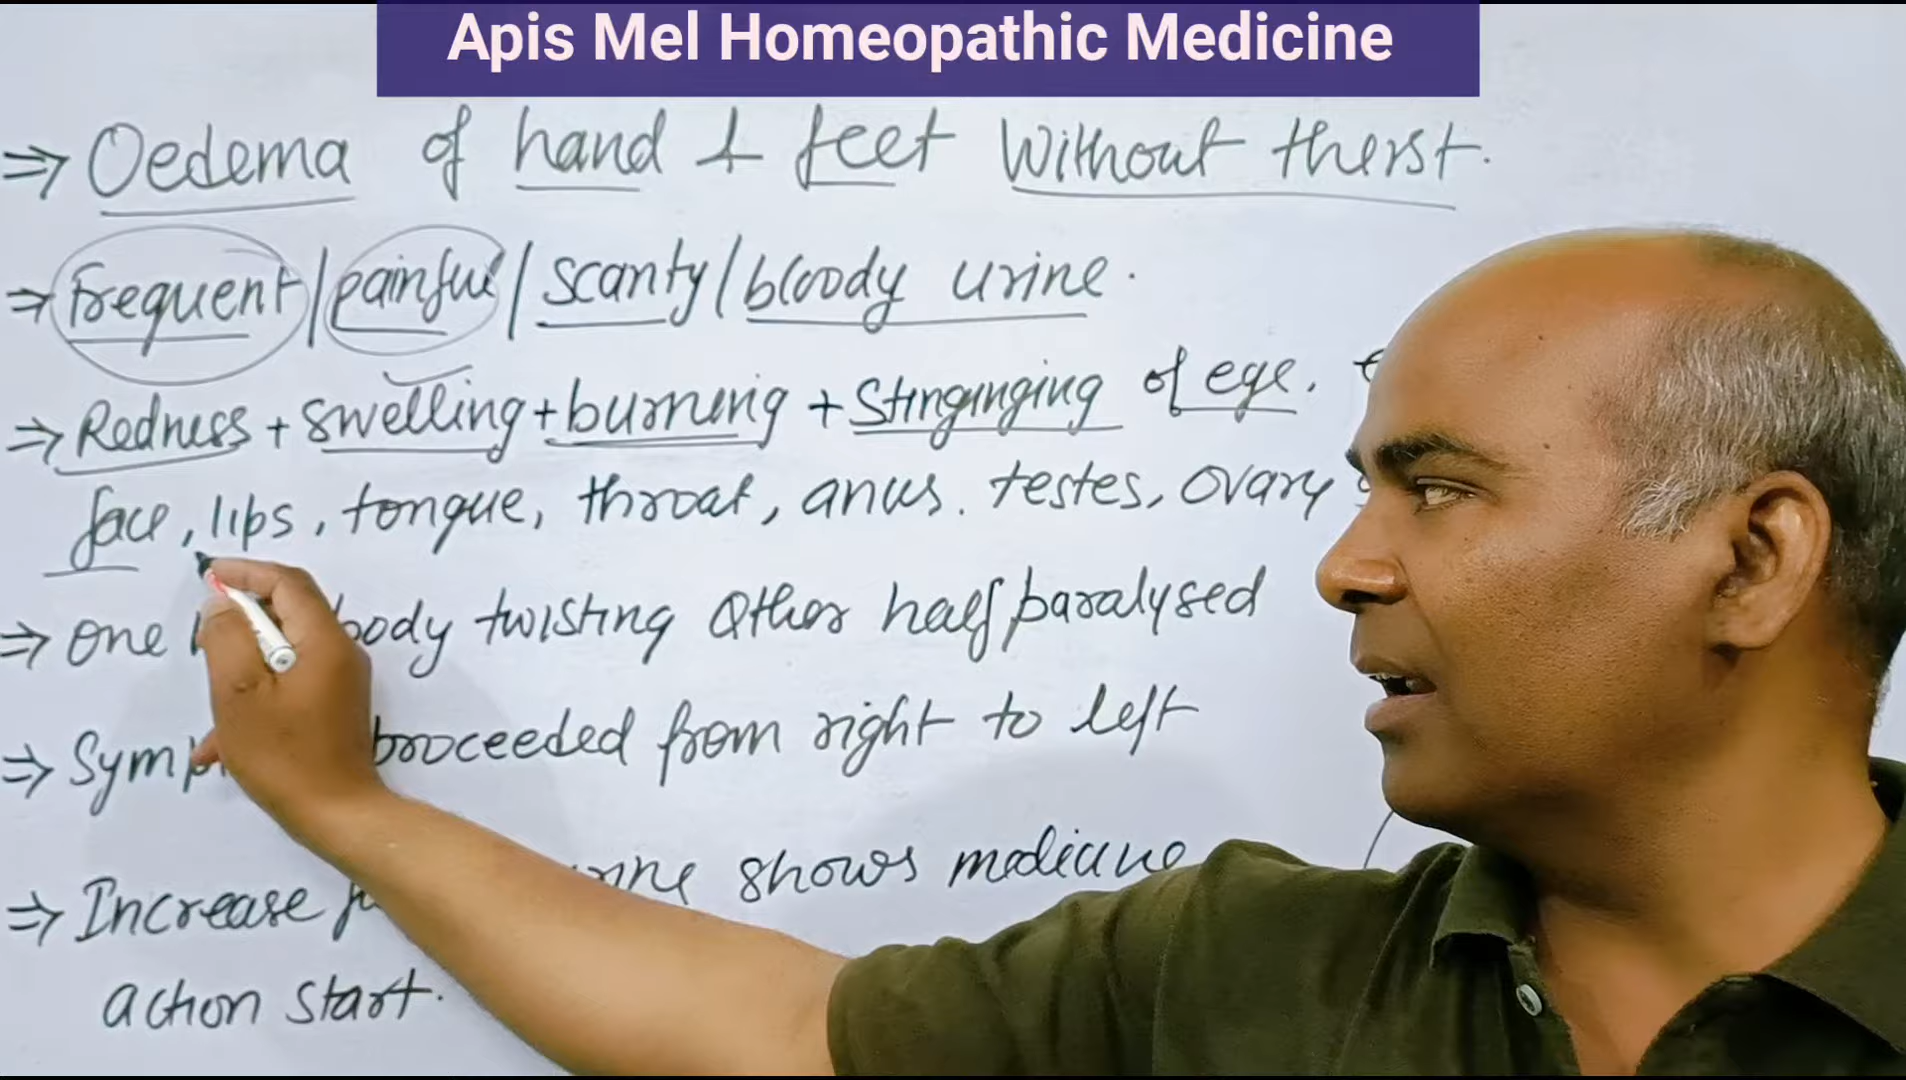 Apis Mel Homeopathic Medicine
⇒ Oedema of hand & feet without therst.
⇒ Frequent / painful / scanty / bloody urine.
⇒ Redness + swelling + burning + Stinginging of eye,
face, lips, tongue, throat, anus. testes, ovary
⇒ One body twisting Other half paralysed
⇒ proceeded from right to left
⇒ Increase shows medicine
action start.